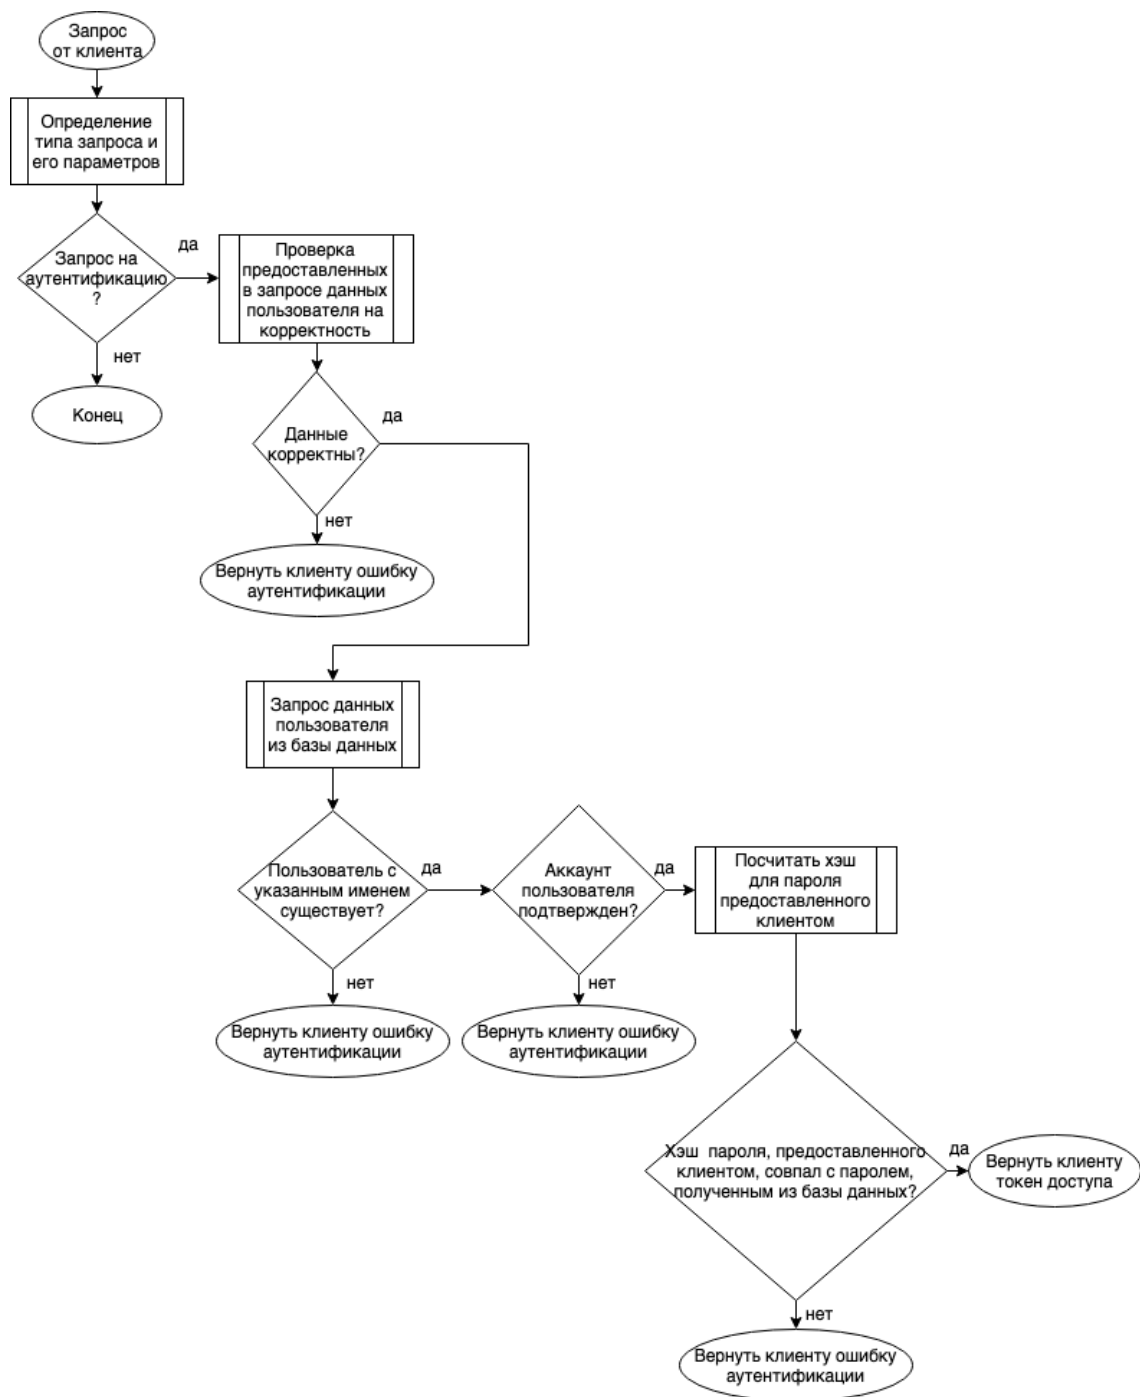 Запрос
от клиента
Определение
типа запроса и
его параметров
Запрос на
аутентификацию
?
да
нет
Конец
Проверка
предоставленных
в запросе данных
пользователя на
корректность
Данные
корректны?
да
нет
Вернуть клиенту ошибку
аутентификации
Запрос данных
пользователя
из базы данных
Пользователь с
указанным именем
существует?
да
нет
Вернуть клиенту ошибку
аутентификации
Аккаунт
пользователя
подтвержден?
да
нет
Вернуть клиенту ошибку
аутентификации
Посчитать хэш
для пароля
предоставленного
клиентом
Хэш пароля, предоставленного
клиентом, совпал с паролем,
полученным из базы данных?
да
Вернуть клиенту
токен доступа
нет
Вернуть клиенту ошибку
аутентификации